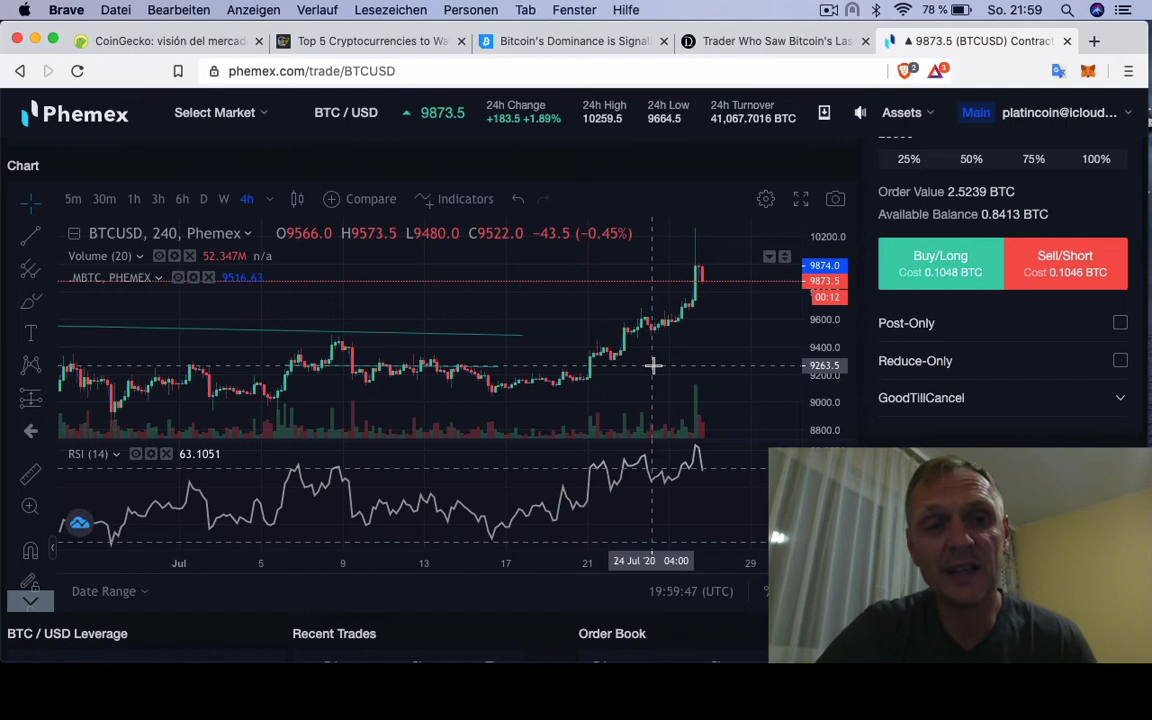 Brave Datei Bearbeiten Anzeigen Verlauf Lesezeichen Personen Tab Fenster Hilfe 78 % So. 21:59
CoinGecko: visión del mercad Top 5 Cryptocurrencies to Wa Bitcoin's Dominance is Signali Trader Who Saw Bitcoin's Las ▲ 9873.5 (BTCUSD) Contract
phemex.com/trade/BTCUSD 2 3
Phemex Select Market BTC / USD 9873.5 24h Change 24h High 24h Low 24h Turnover Assets Main platincoin@icloud...
+183.5 +1.89% 10259.5 9664.5 41,067.7016 BTC
Chart
25% 50% 75% 100%
5m 30m 1h 3h 6h D W 4h Compare Indicators
Order Value 2.5239 BTC
Available Balance 0.8413 BTC
BTCUSD, 240, Phemex O9566.0 H9573.5 L9480.0 C9522.0 −43.5 (−0.45%)
Volume (20) 52.347M n/a
.MBTC, PHEMEX 9516.63
10200.0
9874.0
9873.5
00:12
9600.0
9400.0
9263.5
9200.0
9000.0
8800.0
Buy/Long Sell/Short
Cost 0.1048 BTC Cost 0.1046 BTC
Post-Only
Reduce-Only
GoodTillCancel
RSI (14) 63.1051
Jul 5 9 13 17 21 24 Jul '20 04:00 29
Date Range 19:59:47 (UTC) %
BTC / USD Leverage Recent Trades Order Book